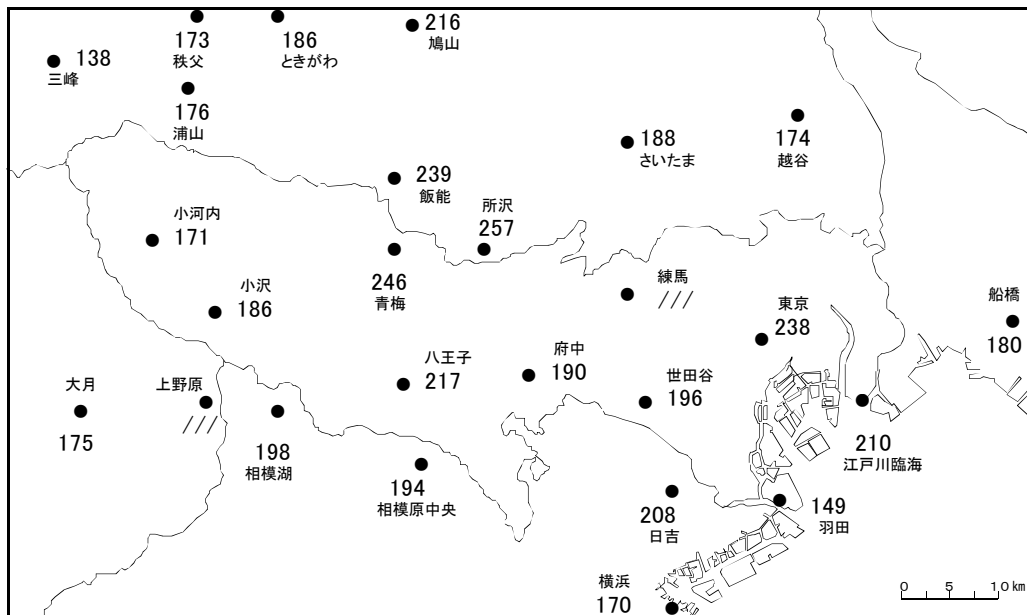 216
鳩山
173
秩父
186
ときがわ
138
三峰
176
浦山
188
さいたま
174
越谷
239
飯能
所沢
257
小河内
171
246
青梅
練馬
///
小沢
186
東京
238
船橋
180
八王子
217
府中
190
世田谷
196
大月
175
上野原
///
198
相模湖
210
江戸川臨海
194
相模原中央
208
日吉
149
羽田
横浜
170
0 5 10km